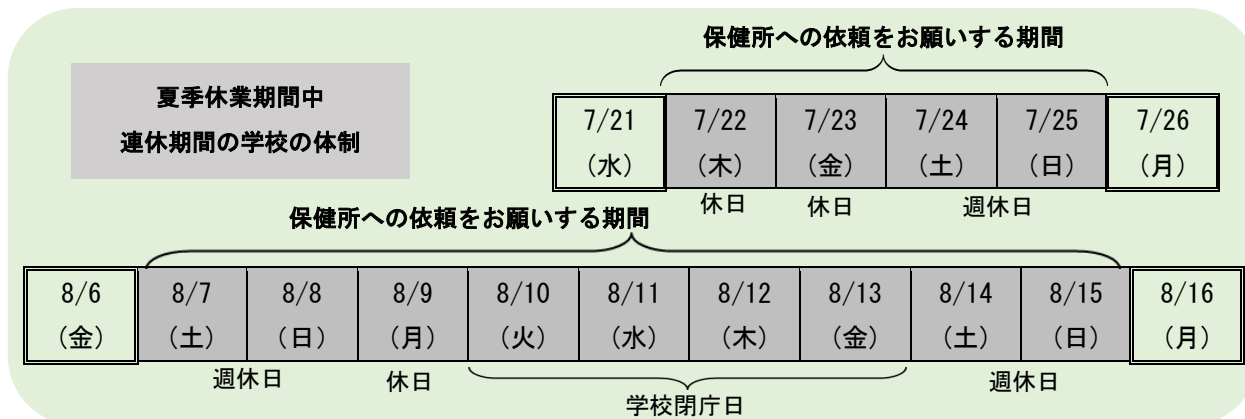 保健所への依頼をお願いする期間
夏季休業期間中
連休期間の学校の体制
7/21 7/22 7/23 7/24 7/25 7/26
（水） （木） （金） （土） （日） （月）
休日 休日 週休日
保健所への依頼をお願いする期間
8/6 8/7 8/8 8/9 8/10 8/11 8/12 8/13 8/14 8/15 8/16
（金） （土） （日） （月） （火） （水） （木） （金） （土） （日） （月）
週休日 休日 週休日
学校閉庁日